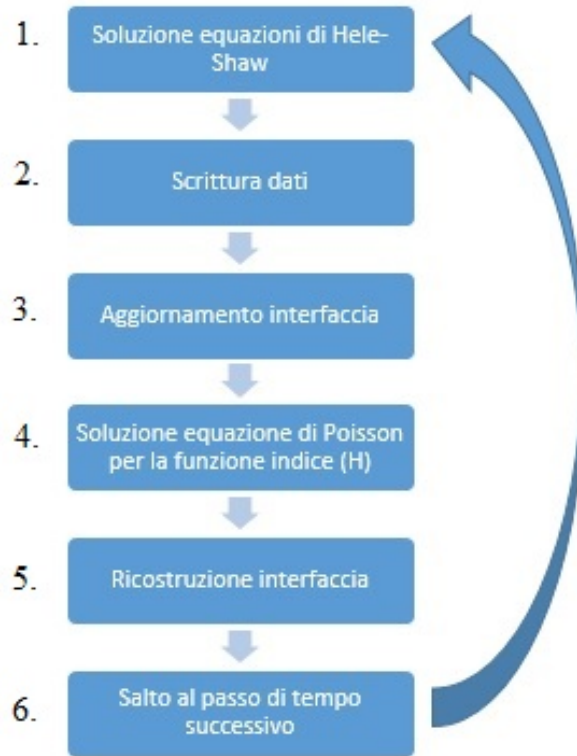 1.
Soluzione equazioni di Hele-
Shaw
2.
Scrittura dati
3.
Aggiornamento interfaccia
4.
Soluzione equazione di Poisson
per la funzione indice (H)
5.
Ricostruzione interfaccia
6.
Salto al passo di tempo
successivo